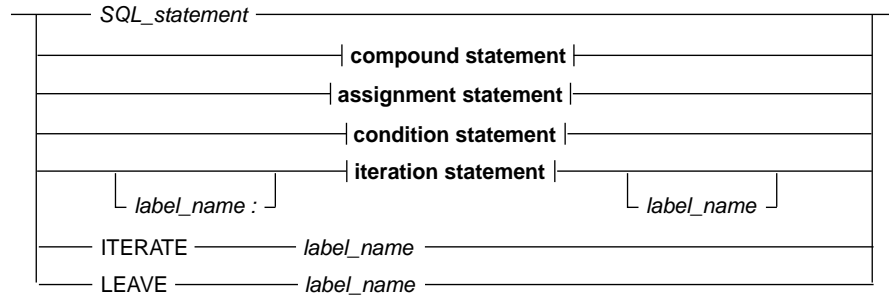 SQL_statement
compound statement
assignment statement
condition statement
iteration statement
label_name : label_name
ITERATE label_name
LEAVE label_name